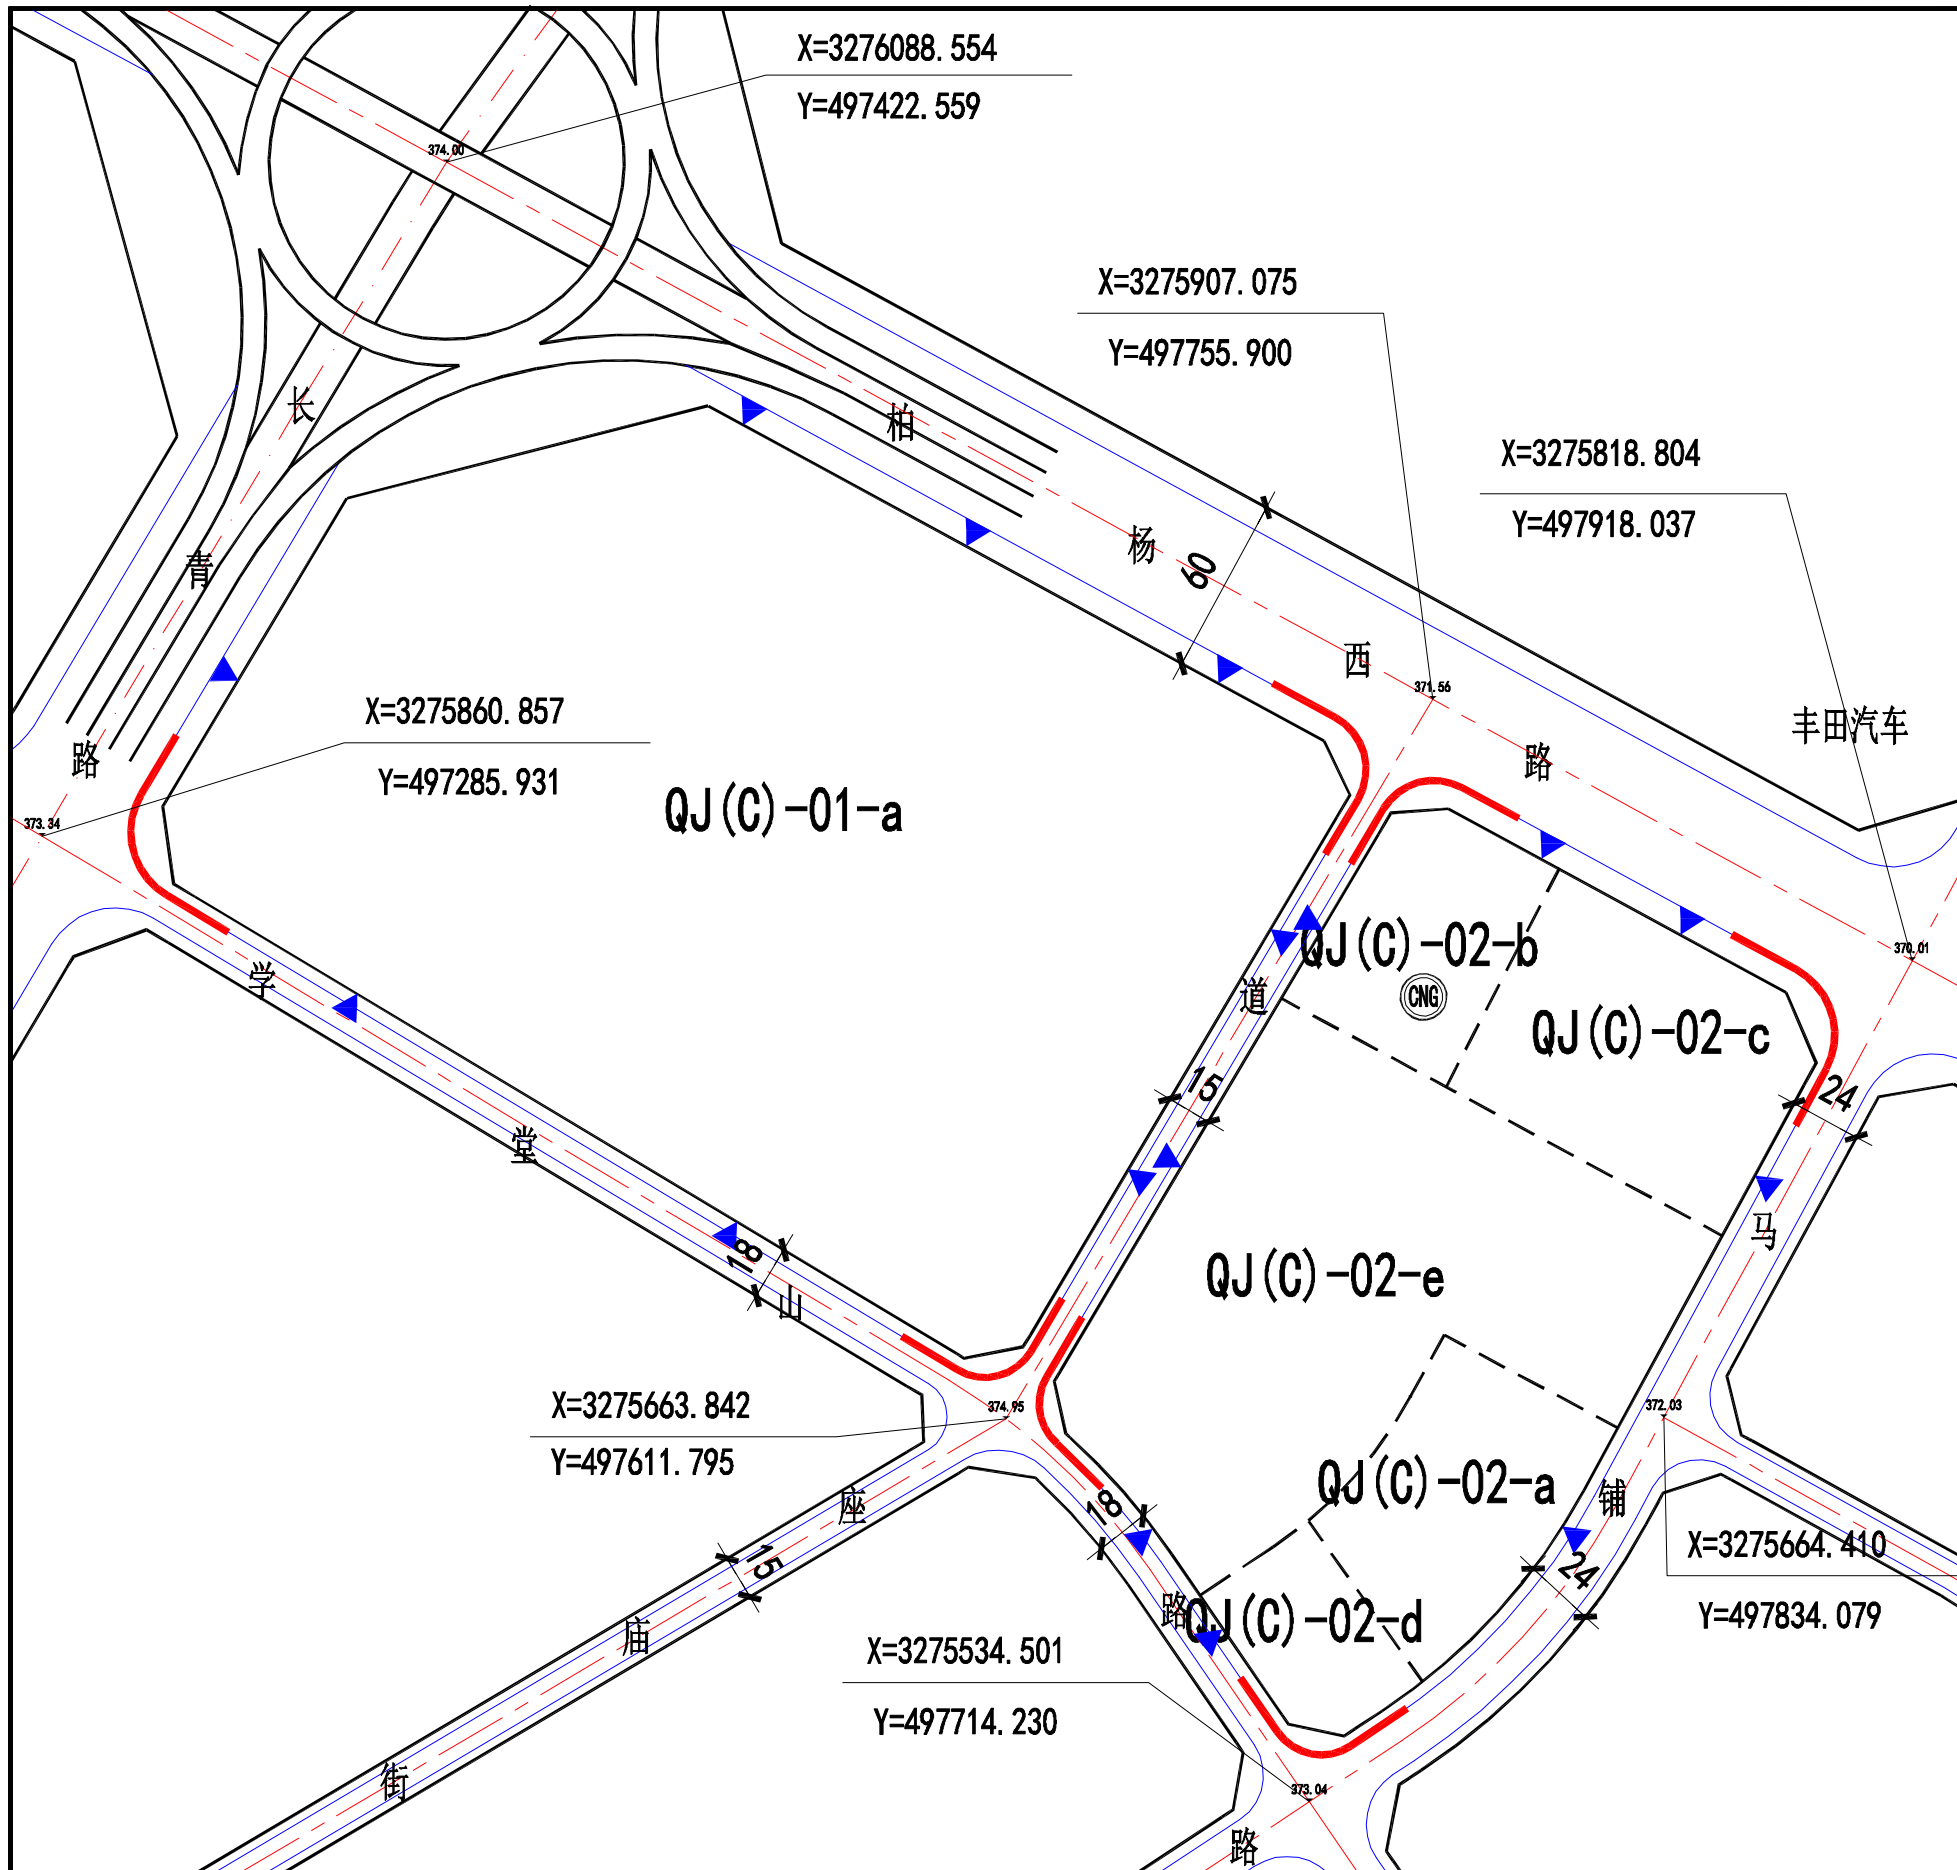 X=3276088.554
Y=497422.559
374.00
X=3275907.075
Y=497755.900
长
青
路
柏
杨
西
路
60
X=3275818.804
Y=497918.037
371.56
丰田汽车
X=3275860.857
Y=497285.931
373.34
QJ(C)-01-a
QJ(C)-02-b
CNG
370.01
QJ(C)-02-c
道
15
24
学
堂
山
路
18
马
QJ(C)-02-e
374.95
372.03
X=3275663.842
Y=497611.795
QJ(C)-02-a
铺
18
座
庙
街
15
X=3275664.410
Y=497834.079
24
QJ(C)-02-d
X=3275534.501
Y=497714.230
373.04
路